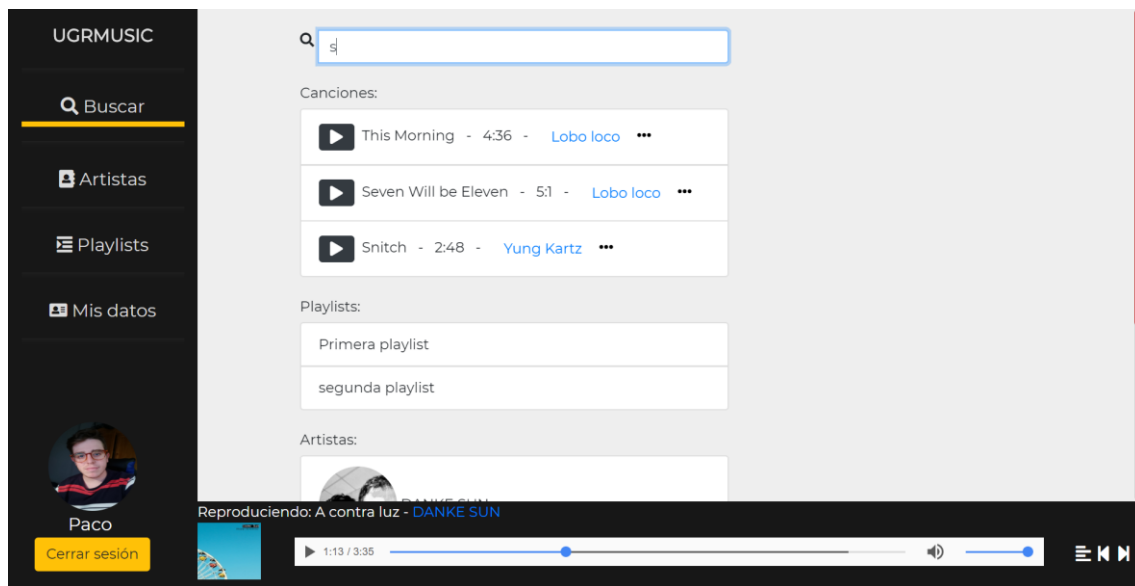 UGRMUSIC
Buscar
Artistas
Playlists
Mis datos
Paco
Cerrar sesión
s
Canciones:
This Morning - 4:36 - Lobo loco •••
Seven Will be Eleven - 5:1 - Lobo loco •••
Snitch - 2:48 - Yung Kartz •••
Playlists:
Primera playlist
segunda playlist
Artistas:
DANKE SUN
Reproduciendo: A contra luz - DANKE SUN
1:13 / 3:35